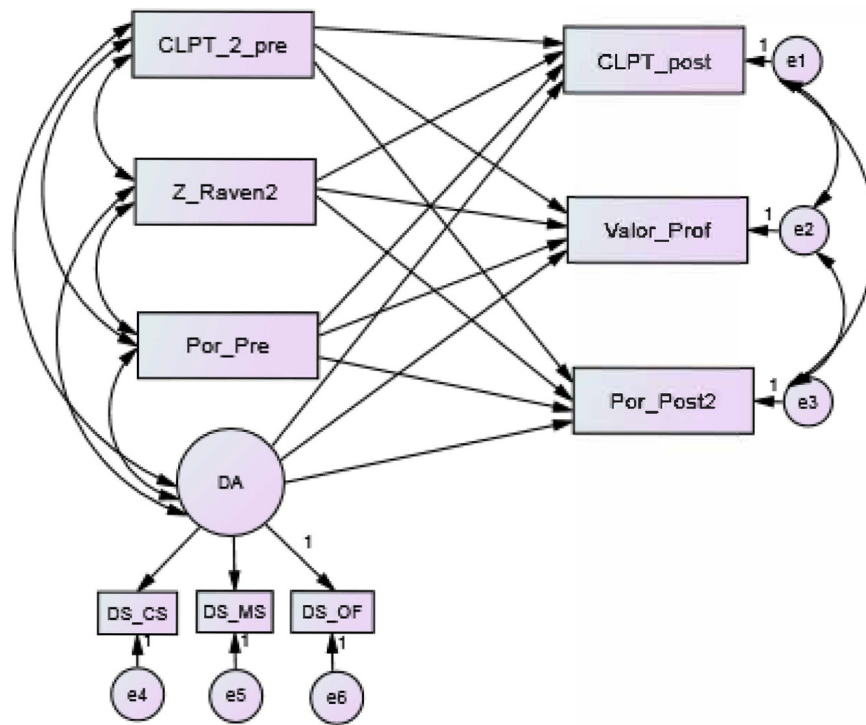 CLPT_2_pre
CLPT_post
1
e1
Z_Raven2
Valor_Prof
1
e2
Por_Pre
Por_Post2
1
e3
DA
1
DS_CS
DS_MS
DS_OF
1
1
1
e4
e5
e6